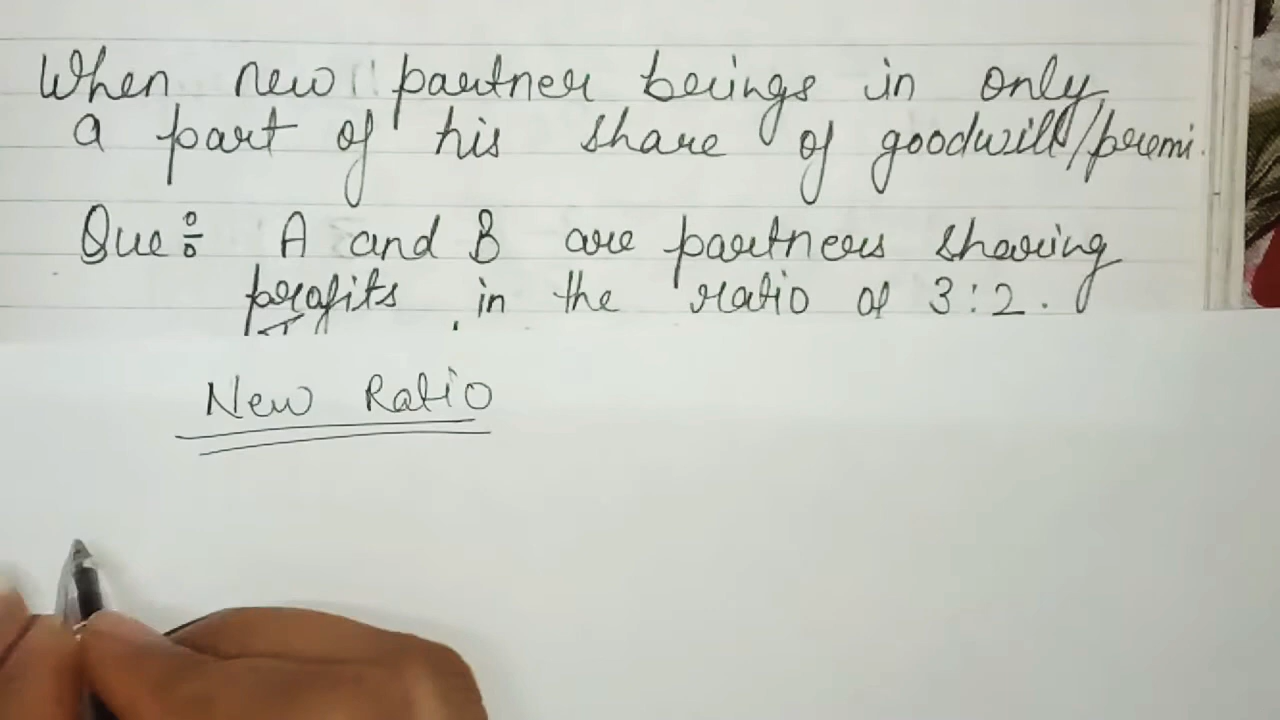 When new partner brings in only
a part of his share of goodwill/premi.
Que : A and B are partners sharing
profits in the ratio of 3:2.
New Ratio